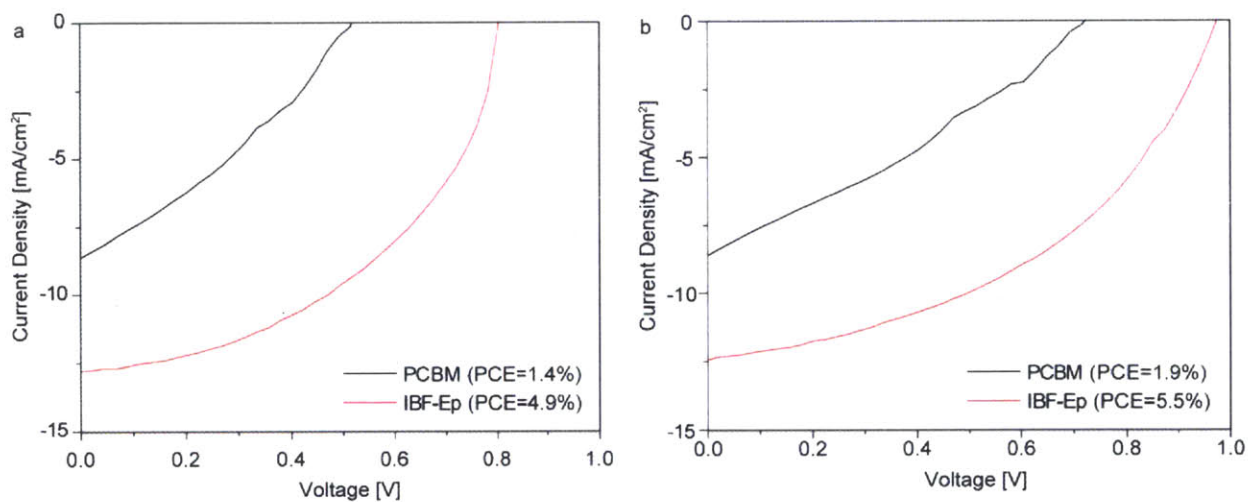 a
0
-5
-10
-15
Current Density [mA/cm²]
0.0 0.2 0.4 0.6 0.8 1.0
Voltage [V]
PCBM (PCE=1.4%)
IBF-Ep (PCE=4.9%)
b
0
-5
-10
-15
Current Density [mA/cm²]
0.0 0.2 0.4 0.6 0.8 1.0
Voltage [V]
PCBM (PCE=1.9%)
IBF-Ep (PCE=5.5%)